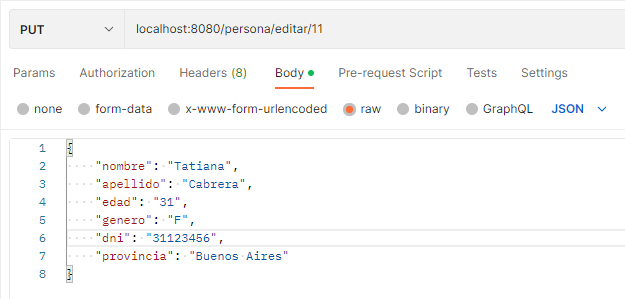 PUT localhost:8080/persona/editar/11
Params Authorization Headers (8) Body Pre-request Script Tests Settings
none form-data x-www-form-urlencoded raw binary GraphQL JSON
1 {
2 "nombre": "Tatiana",
3 "apellido": "Cabrera",
4 "edad": "31",
5 "genero": "F",
6 "dni": "31123456",
7 "provincia": "Buenos Aires"
8 }